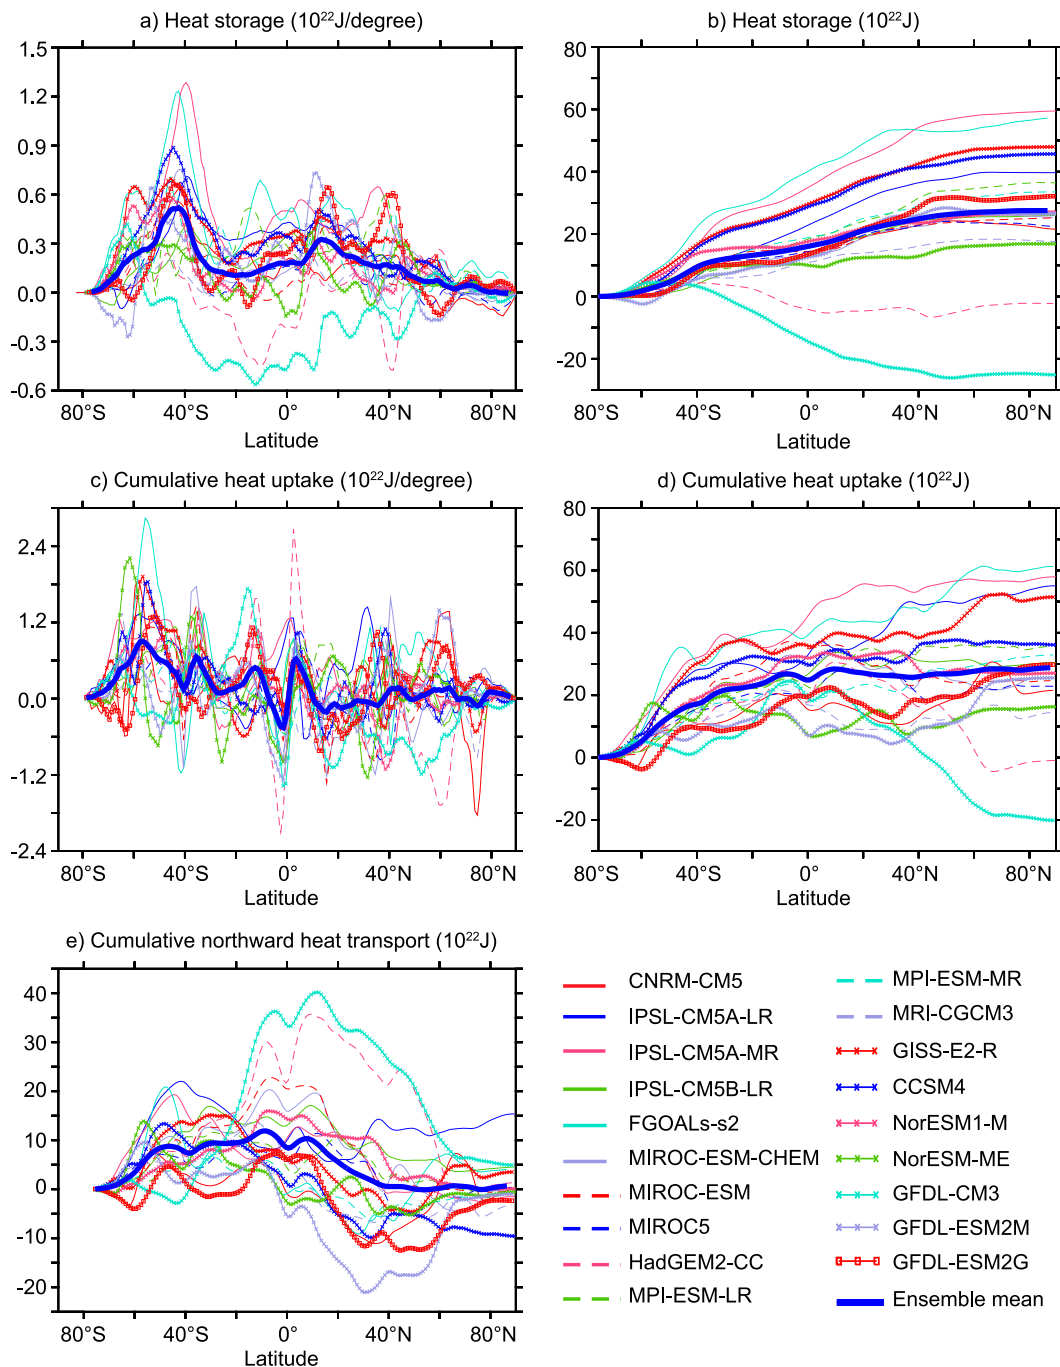 a) Heat storage (10²²J/degree)
1.5
1.2
0.9
0.6
0.3
0.0
-0.3
-0.6
80°S 40°S 0° 40°N 80°N
Latitude
b) Heat storage (10²²J)
80
60
40
20
0
-20
80°S 40°S 0° 40°N 80°N
Latitude
c) Cumulative heat uptake (10²²J/degree)
2.4
1.2
0.0
-1.2
-2.4
80°S 40°S 0° 40°N 80°N
Latitude
d) Cumulative heat uptake (10²²J)
80
60
40
20
0
-20
80°S 40°S 0° 40°N 80°N
Latitude
e) Cumulative northward heat transport (10²²J)
40
30
20
10
0
-10
-20
80°S 40°S 0° 40°N 80°N
Latitude
CNRM-CM5
IPSL-CM5A-LR
IPSL-CM5A-MR
IPSL-CM5B-LR
FGOALs-s2
MIROC-ESM-CHEM
MIROC-ESM
MIROC5
HadGEM2-CC
MPI-ESM-LR
MPI-ESM-MR
MRI-CGCM3
GISS-E2-R
CCSM4
NorESM1-M
NorESM-ME
GFDL-CM3
GFDL-ESM2M
GFDL-ESM2G
Ensemble mean